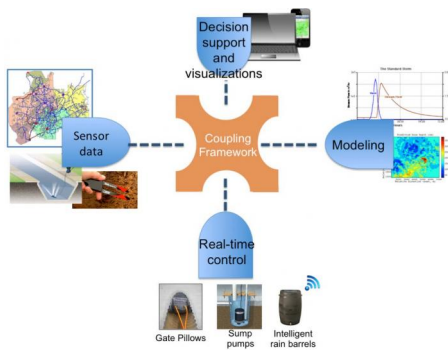 Decision
support and
visualizations
Sensor
data
Coupling
Framework
Modeling
Real-time
control
Gate Pillows
Sump
pumps
Intelligent
rain barrels